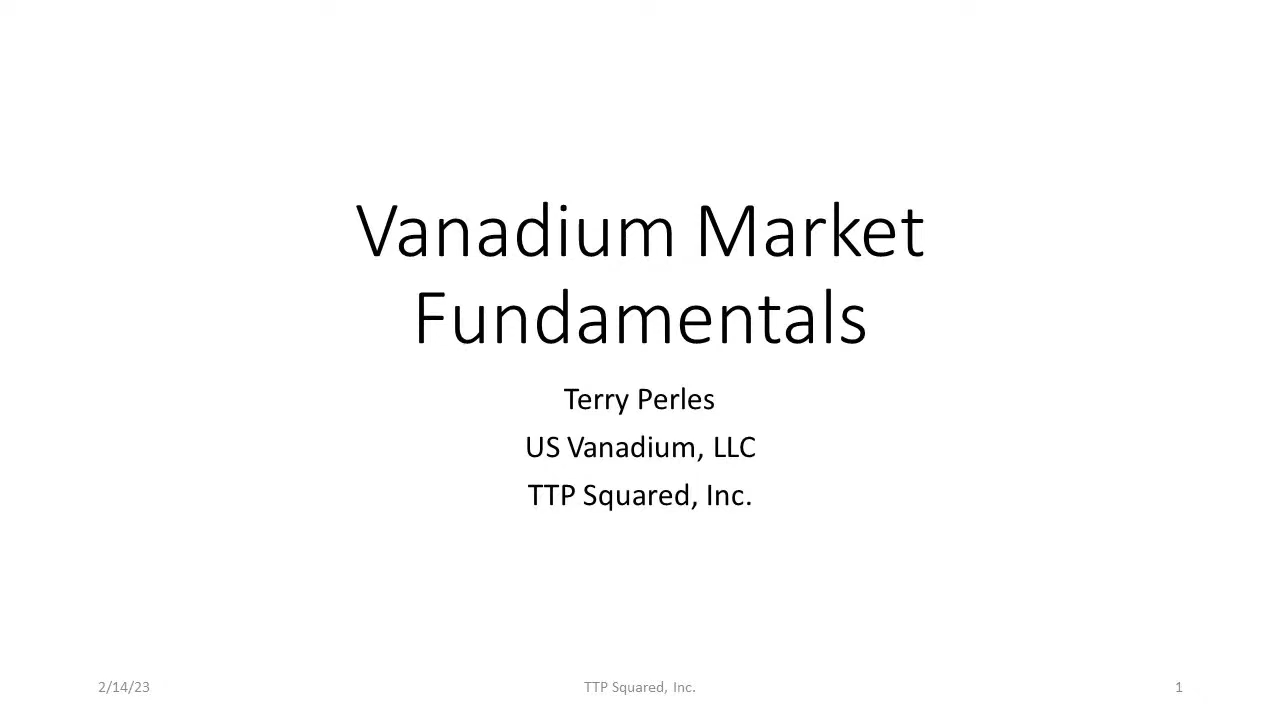 Vanadium Market
Fundamentals
Terry Perles
US Vanadium, LLC
TTP Squared, Inc.
2/14/23
TTP Squared, Inc.
1